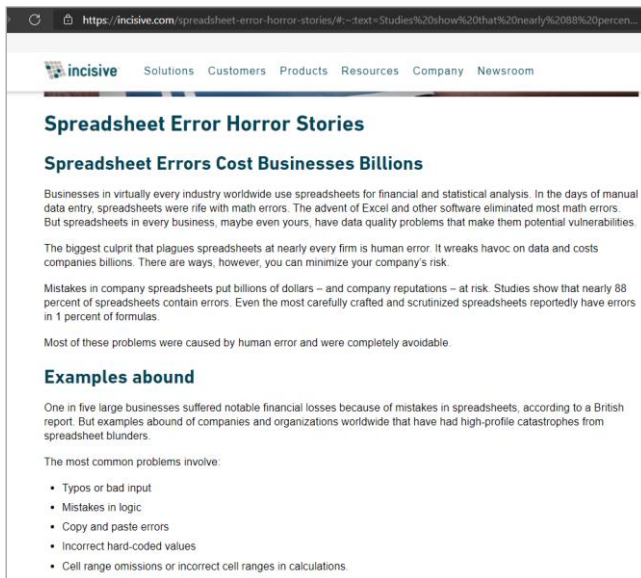 https://incisive.com/spreadsheet-error-horror-stories/#:~:text=Studies%20show%20that%20nearly%2088%20percen...
incisive Solutions Customers Products Resources Company Newsroom
Spreadsheet Error Horror Stories
Spreadsheet Errors Cost Businesses Billions
Businesses in virtually every industry worldwide use spreadsheets for financial and statistical analysis. In the days of manual
data entry, spreadsheets were rife with math errors. The advent of Excel and other software eliminated most math errors.
But spreadsheets in every business, maybe even yours, have data quality problems that make them potential vulnerabilities.
The biggest culprit that plagues spreadsheets at nearly every firm is human error. It wreaks havoc on data and costs
companies billions. There are ways, however, you can minimize your company's risk.
Mistakes in company spreadsheets put billions of dollars – and company reputations – at risk. Studies show that nearly 88
percent of spreadsheets contain errors. Even the most carefully crafted and scrutinized spreadsheets reportedly have errors
in 1 percent of formulas.
Most of these problems were caused by human error and were completely avoidable.
Examples abound
One in five large businesses suffered notable financial losses because of mistakes in spreadsheets, according to a British
report. But examples abound of companies and organizations worldwide that have had high-profile catastrophes from
spreadsheet blunders.
The most common problems involve:
• Typos or bad input
• Mistakes in logic
• Copy and paste errors
• Incorrect hard-coded values
• Cell range omissions or incorrect cell ranges in calculations.